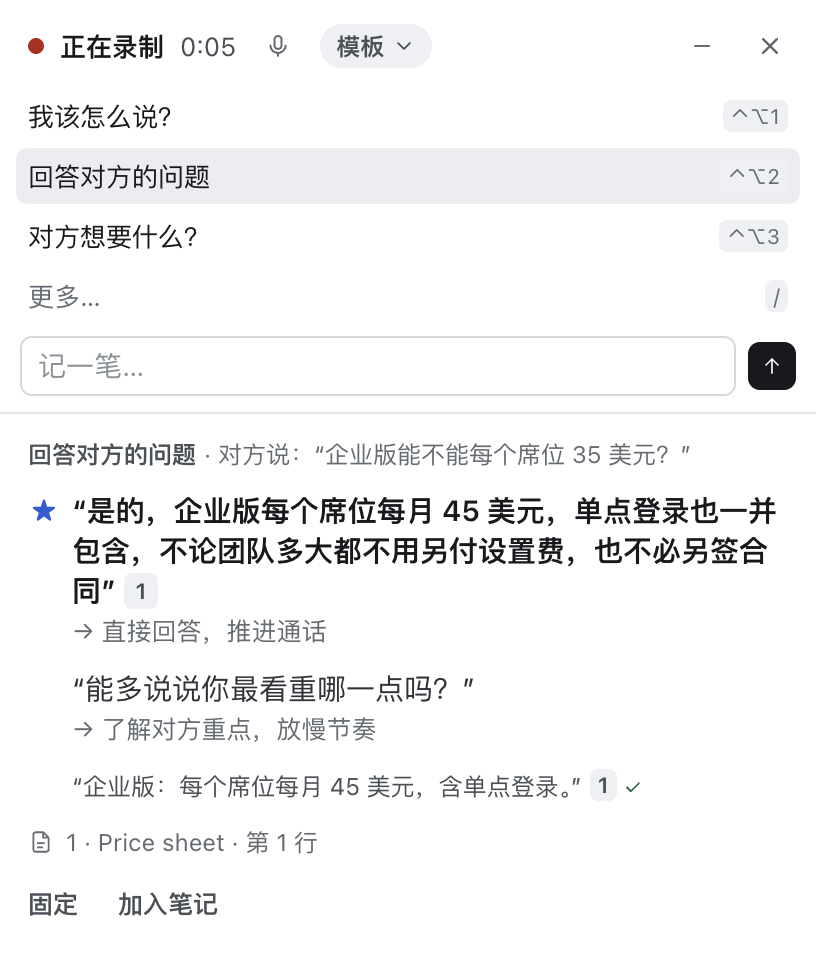 正在录制 0:05 模板
我该怎么说? ^⌥1
回答对方的问题 ^⌥2
对方想要什么? ^⌥3
更多... /
记一笔...
回答对方的问题 · 对方说：“企业版能不能每个席位 35 美元？”
“是的，企业版每个席位每月 45 美元，单点登录也一并
包含，不论团队多大都不用另付设置费，也不必另签合
同” 1
→ 直接回答，推进通话
“能多说说你最看重哪一点吗？”
→ 了解对方重点，放慢节奏
“企业版：每个席位每月 45 美元，含单点登录。” 1 ✓
1 · Price sheet · 第 1 行
固定 加入笔记